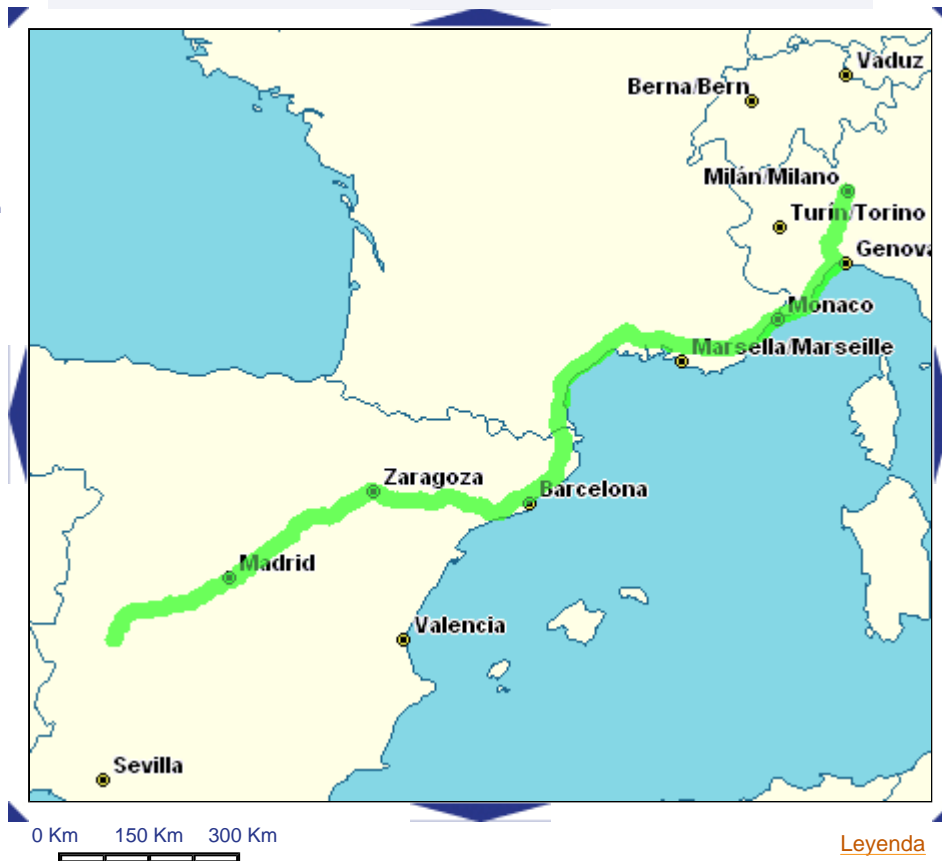 Vaduz
Berna/Bern
Milán/Milano
Turín/Torino
Genova
Monaco
Marsella/Marseille
Zaragoza
Barcelona
Madrid
Valencia
Sevilla
0 Km 150 Km 300 Km
Leyenda